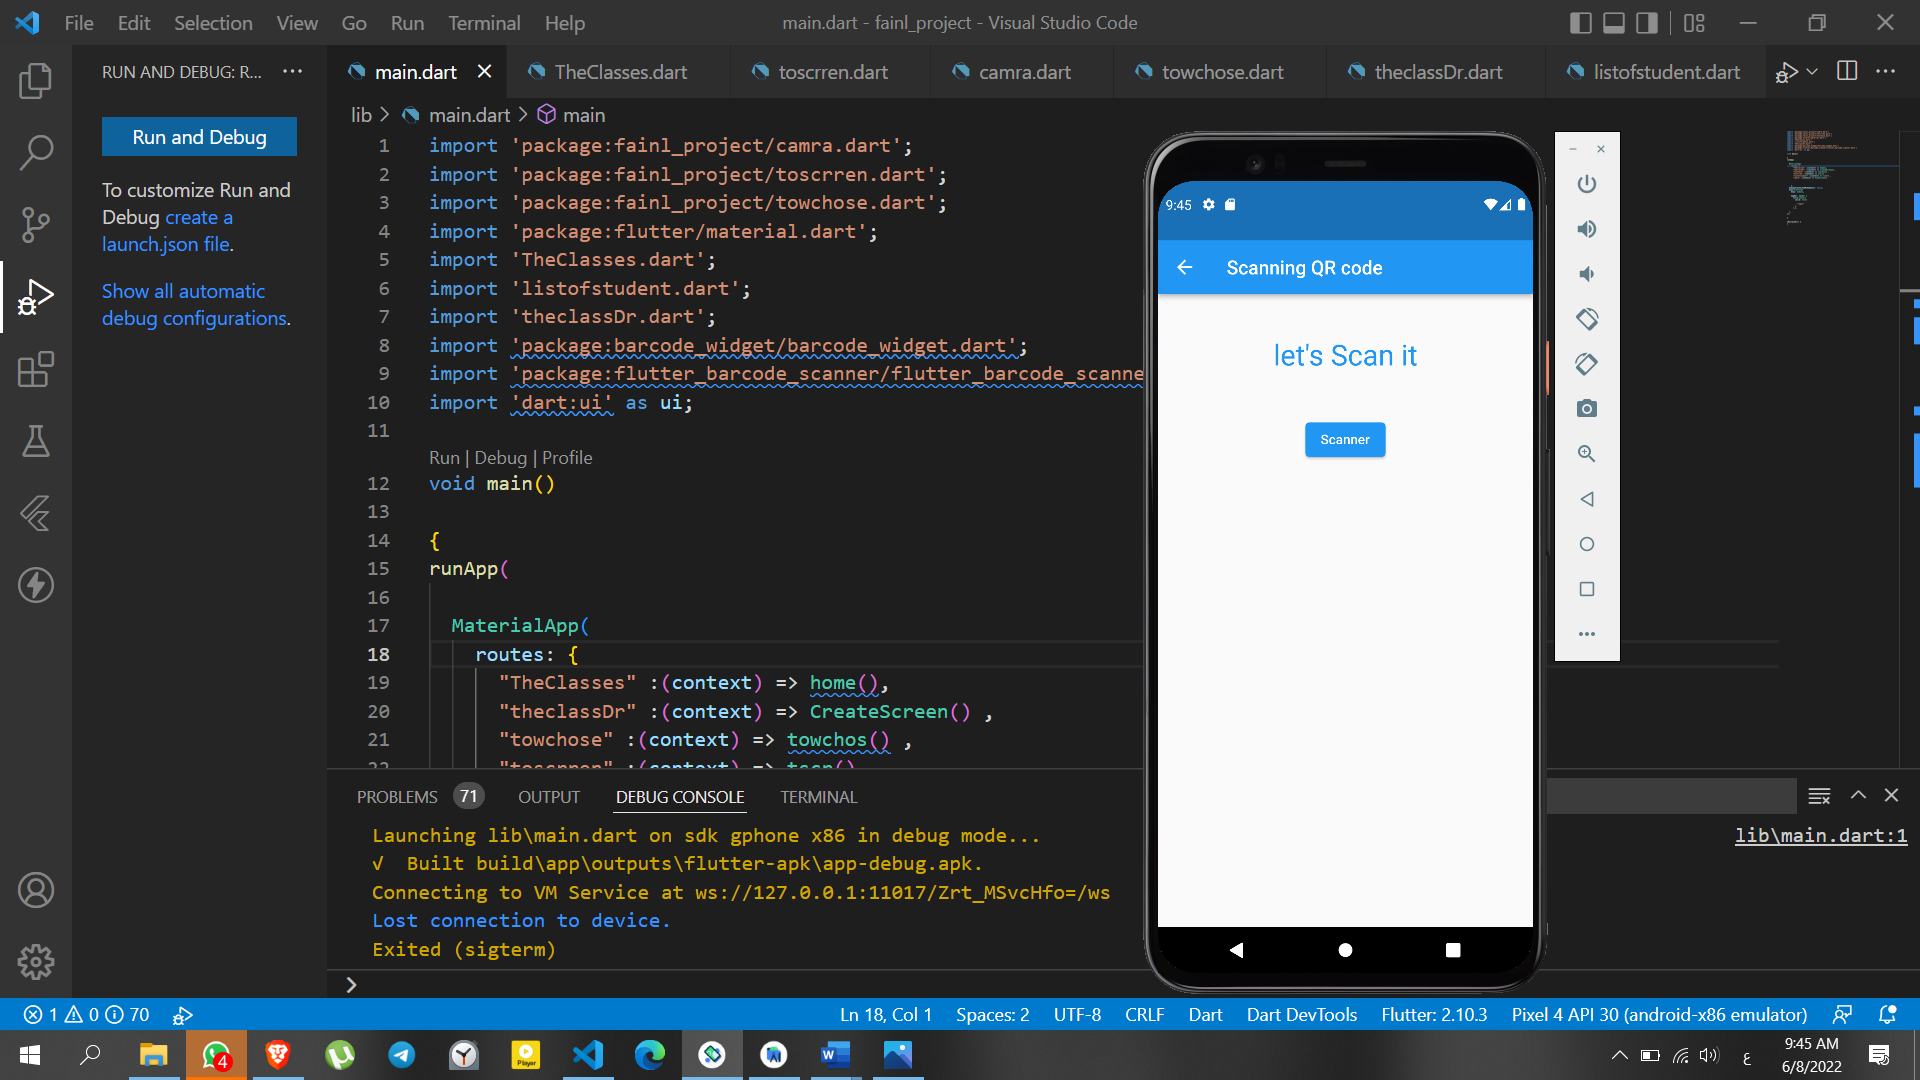 File Edit Selection View Go Run Terminal Help
main.dart - fainl_project - Visual Studio Code
RUN AND DEBUG: R...
Run and Debug
To customize Run and
Debug create a
launch.json file.
Show all automatic
debug configurations.
main.dart
TheClasses.dart
toscrren.dart
camra.dart
towchose.dart
theclassDr.dart
listofstudent.dart
lib > main.dart > main
1 import 'package:fainl_project/camra.dart';
2 import 'package:fainl_project/toscrren.dart';
3 import 'package:fainl_project/towchose.dart';
4 import 'package:flutter/material.dart';
5 import 'TheClasses.dart';
6 import 'listofstudent.dart';
7 import 'theclassDr.dart';
8 import 'package:barcode_widget/barcode_widget.dart';
9 import 'package:flutter_barcode_scanner/flutter_barcode_scanne
10 import 'dart:ui' as ui;
11
Run | Debug | Profile
12 void main()
13
14 {
15 runApp(
16
17 MaterialApp(
18 routes: {
19 "TheClasses" :(context) => home(),
20 "theclassDr" :(context) => CreateScreen() ,
21 "towchose" :(context) => towchos() ,
22 "toscrren" :(context) => tscr()
9:45
Scanning QR code
let's Scan it
Scanner
PROBLEMS 71 OUTPUT DEBUG CONSOLE TERMINAL
Launching lib\main.dart on sdk gphone x86 in debug mode...
lib\main.dart:1
√ Built build\app\outputs\flutter-apk\app-debug.apk.
Connecting to VM Service at ws://127.0.0.1:11017/Zrt_MSvcHfo=/ws
Lost connection to device.
Exited (sigterm)
1 0 70
Ln 18, Col 1 Spaces: 2 UTF-8 CRLF Dart Dart DevTools Flutter: 2.10.3 Pixel 4 API 30 (android-x86 emulator)
4
Player
ع
9:45 AM
6/8/2022